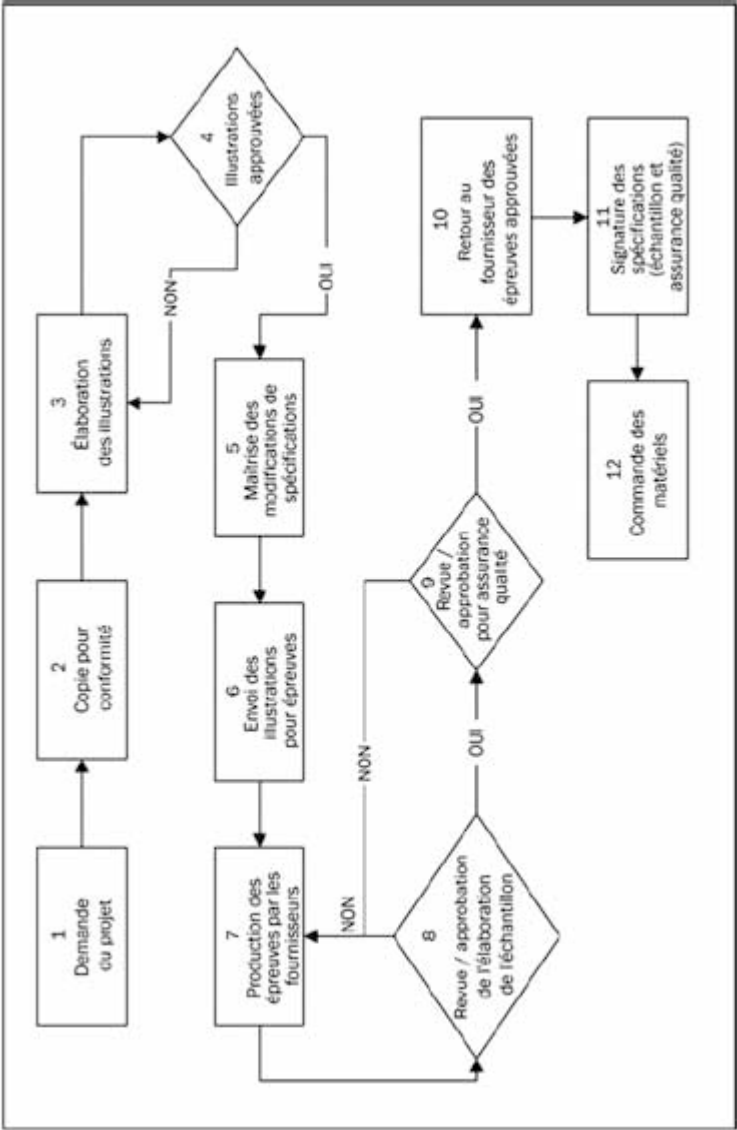 1
Demande
du projet
2
Copie pour
conformité
3
Élaboration
des illustrations
4
Illustrations
approuvées
NON
OUI
5
Maîtrise des
modifications de
spécifications
6
Envoi des
illustrations
pour épreuves
7
Production des
épreuves par les
fournisseurs
NON
NON
8
Revue / approbation
de l'élaboration
de l'échantillon
OUI
9
Revue /
approbation
pour assurance
qualité
OUI
10
Retour au
fournisseur des
épreuves approuvées
11
Signature des
spécifications
(échantillon et
assurance qualité)
12
Commande des
matériels